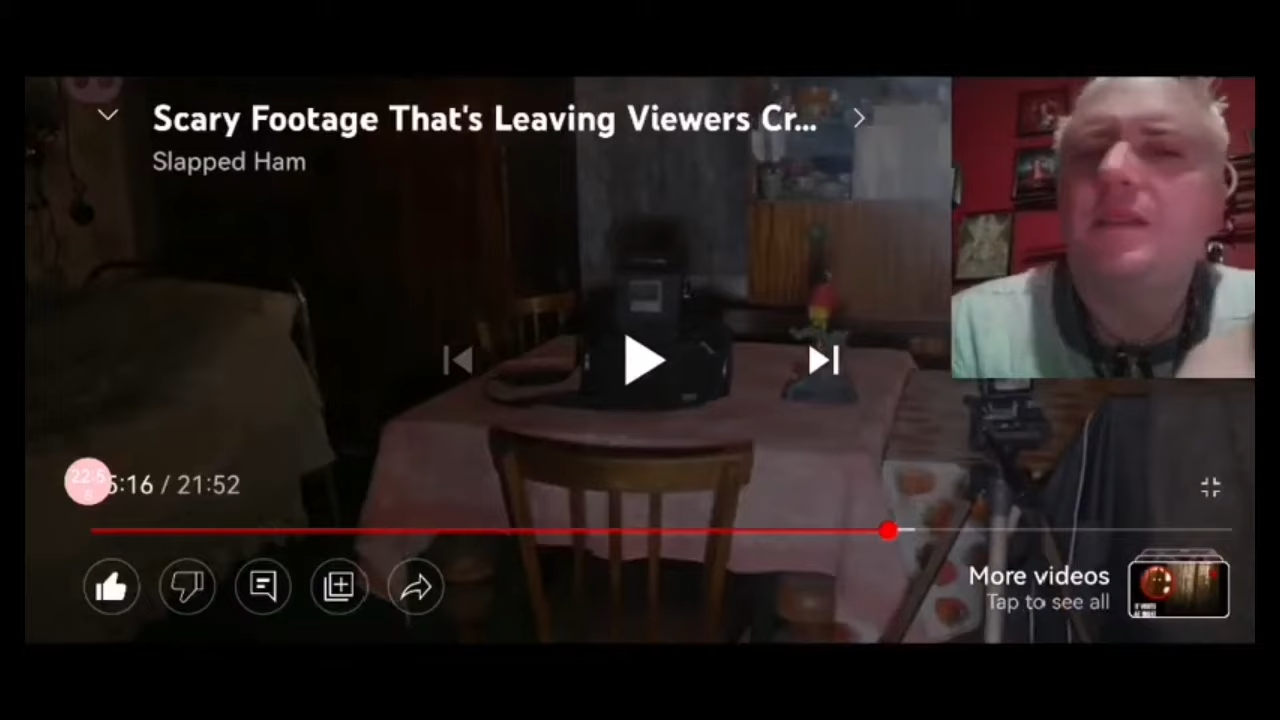 Scary Footage That's Leaving Viewers Cr...
Slapped Ham
5:16 / 21:52
More videos
Tap to see all